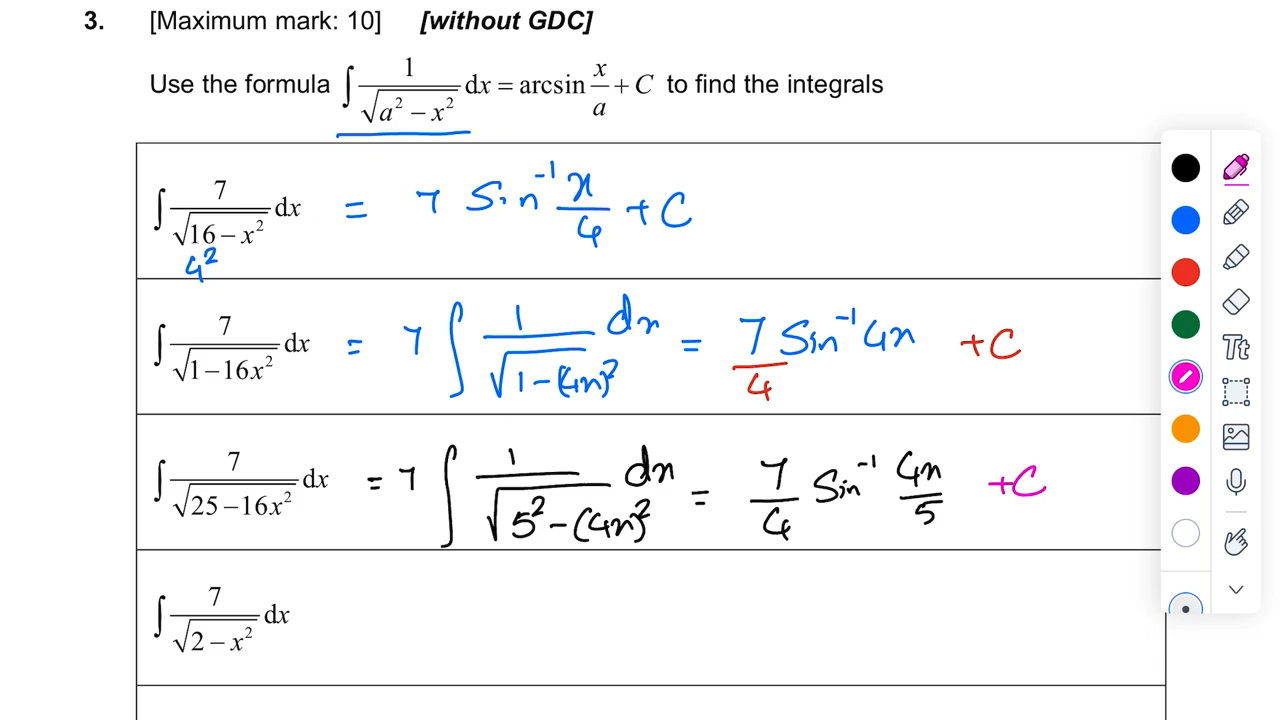 3. [Maximum mark: 10] [without GDC]
Use the formula ∫ 1/√(a² − x²) dx = arcsin x/a + C to find the integrals
∫ 7/√(16 − x²) dx = 7 Sin⁻¹ x/4 + C
4²
∫ 7/√(1 − 16x²) dx = 7 ∫ 1/√(1 − (4x)²) dx = 7/4 Sin⁻¹ 4x + C
∫ 7/√(25 − 16x²) dx = 7 ∫ 1/√(5² − (4x)²) dx = 7/4 Sin⁻¹ 4x/5 + C
∫ 7/√(2 − x²) dx
Tt